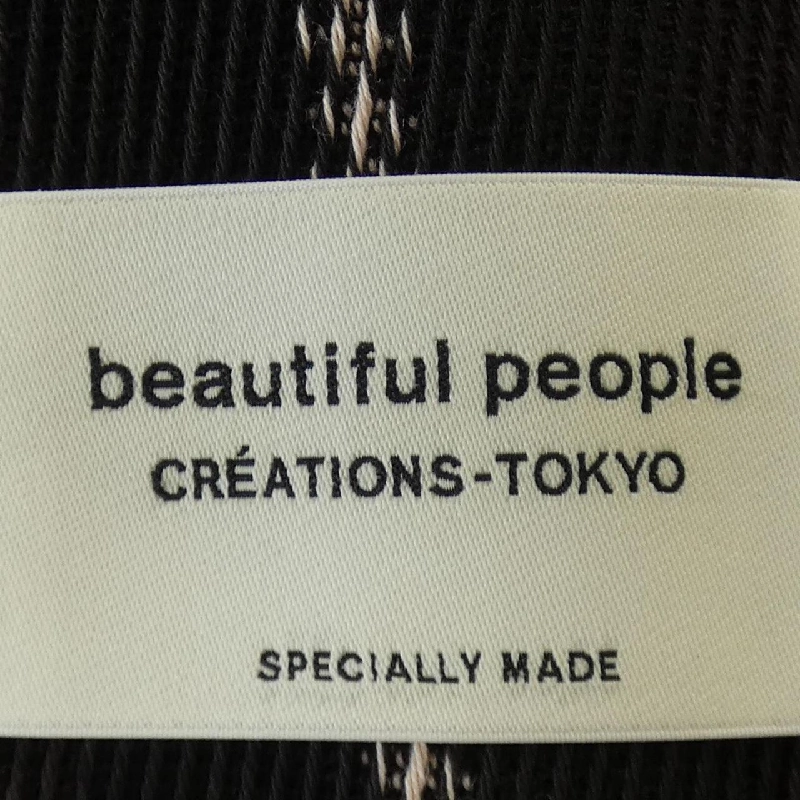 beautiful people
CRÉATIONS-TOKYO
SPECIALLY MADE